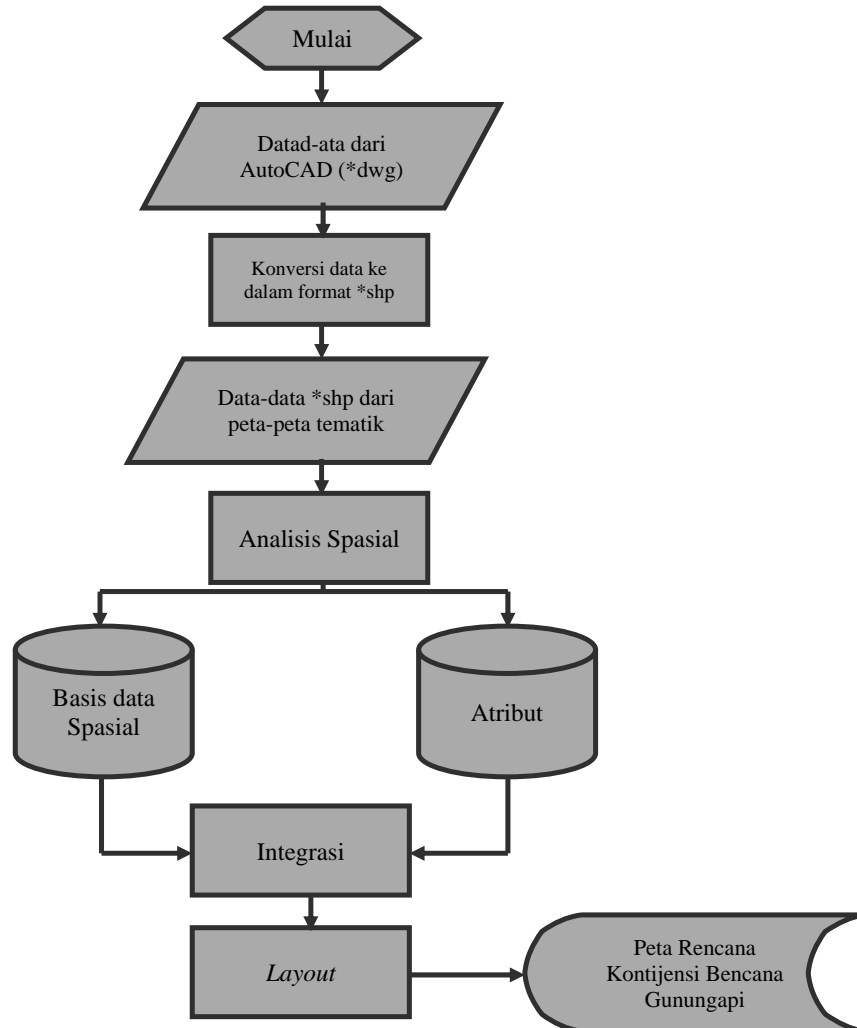 Mulai
Datad-ata dari
AutoCAD (*dwg)
Konversi data ke
dalam format *shp
Data-data *shp dari
peta-peta tematik
Analisis Spasial
Basis data
Spasial
Atribut
Integrasi
Layout
Peta Rencana
Kontijensi Bencana
Gunungapi